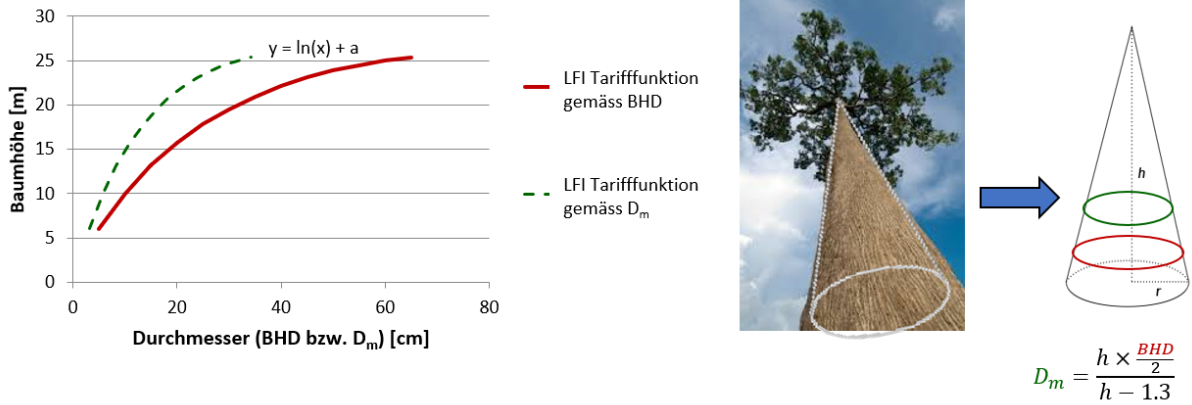 30
25
20
15
10
5
0
Baumhöhe [m]
y = ln(x) + a
0 20 40 60 80
Durchmesser (BHD bzw. Dm) [cm]
LFI Tarifffunktion
gemäss BHD
LFI Tarifffunktion
gemäss Dm
h
r
Dm = (h × BHD/2) / (h − 1.3)